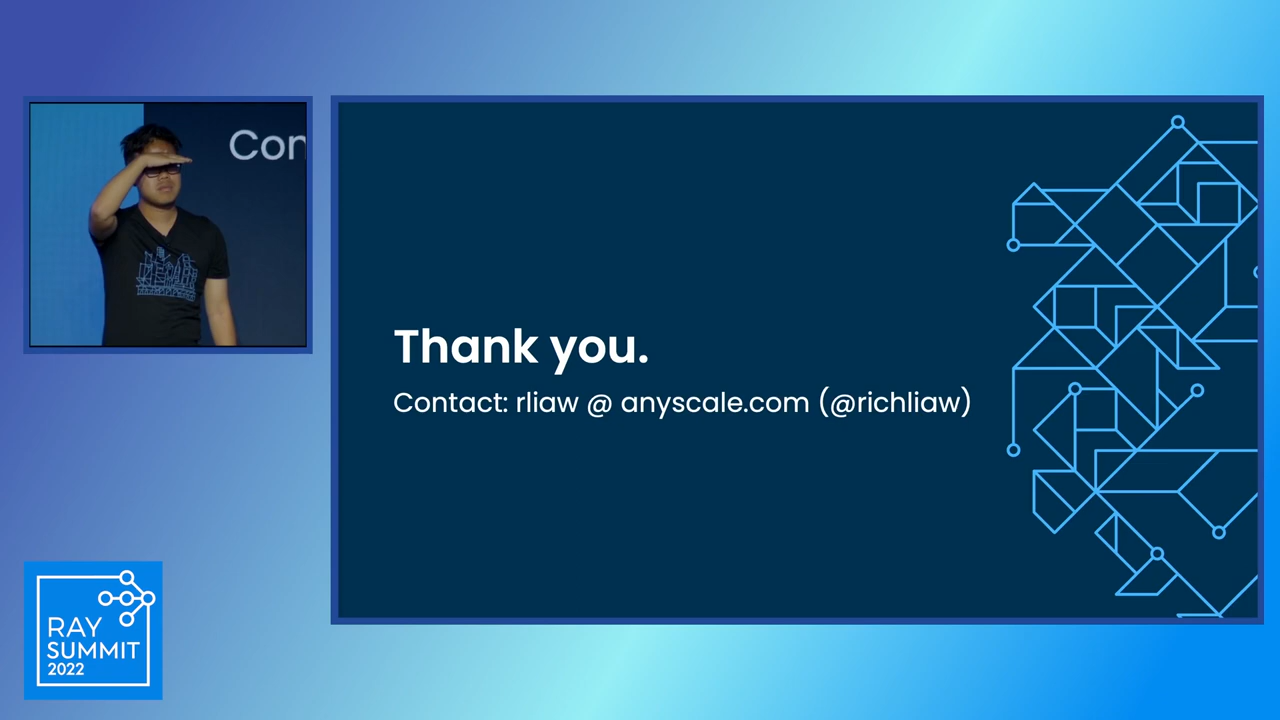 Con
Thank you.
Contact: rliaw @ anyscale.com (@richliaw)
RAY
SUMMIT
2022